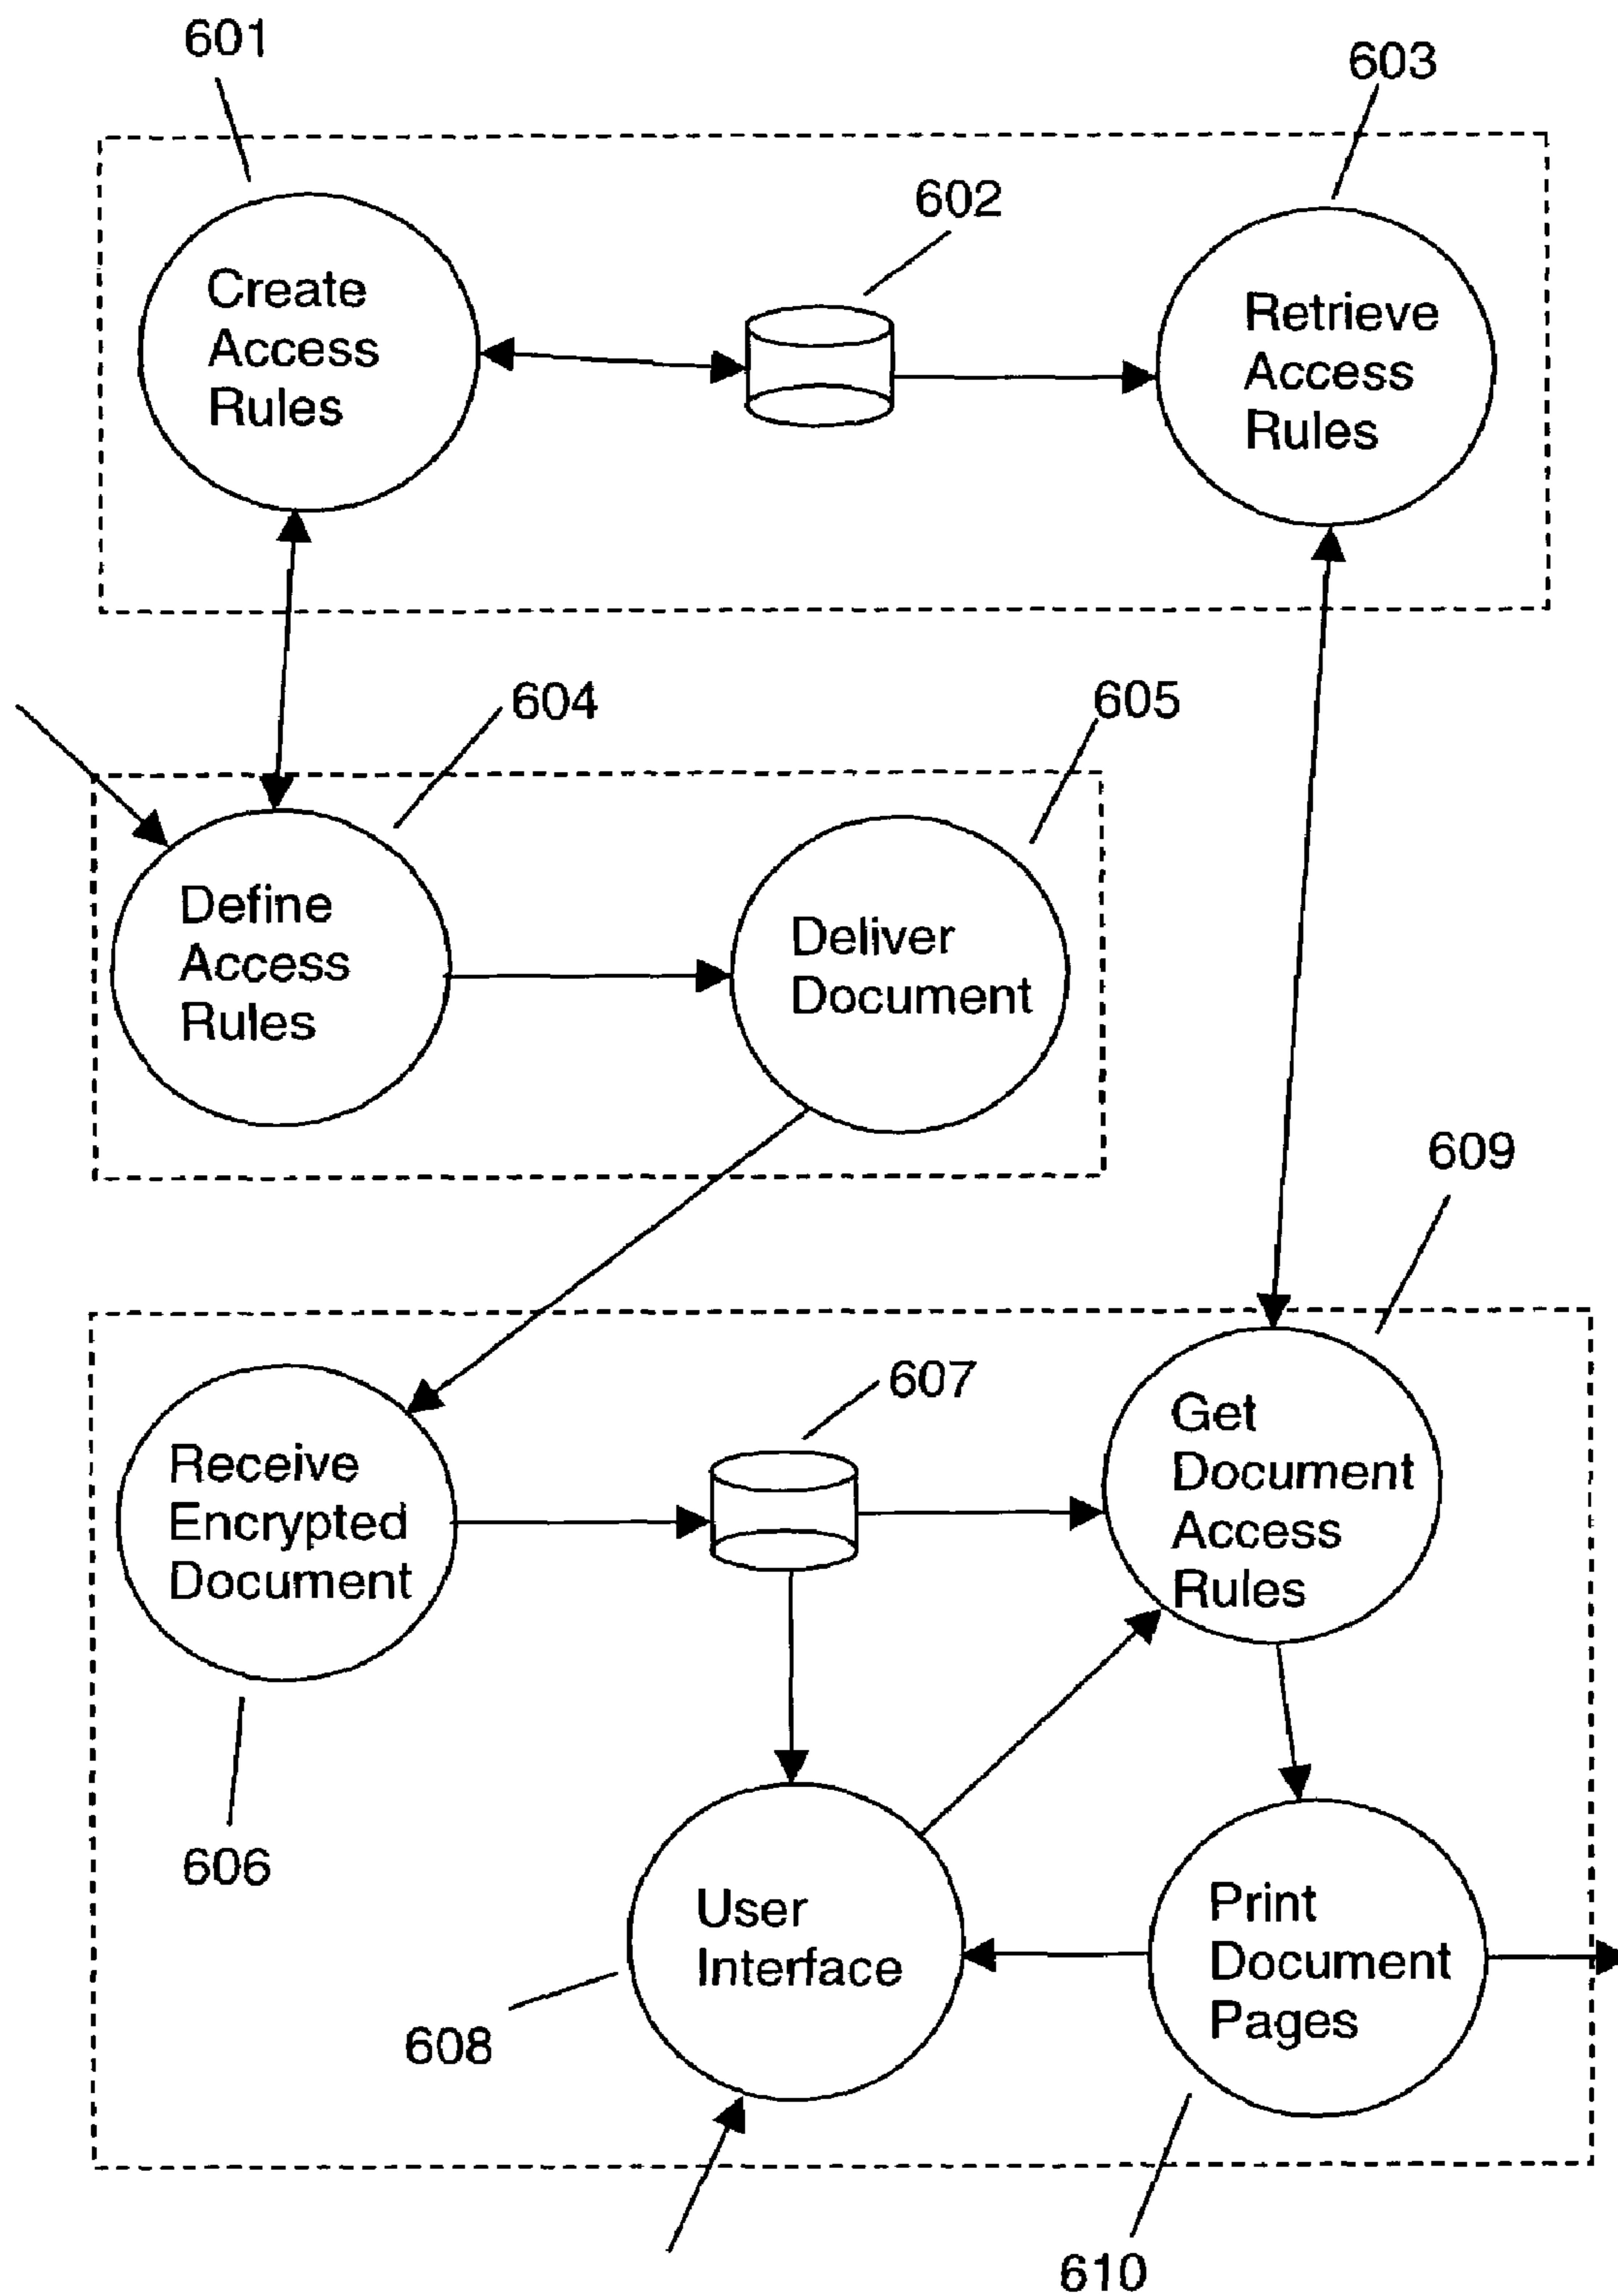 601
603
602
Create
Access
Rules
Retrieve
Access
Rules
604
605
Define
Access
Rules
Deliver
Document
609
607
Receive
Encrypted
Document
Get
Document
Access
Rules
606
User
Interface
Print
Document
Pages
608
610